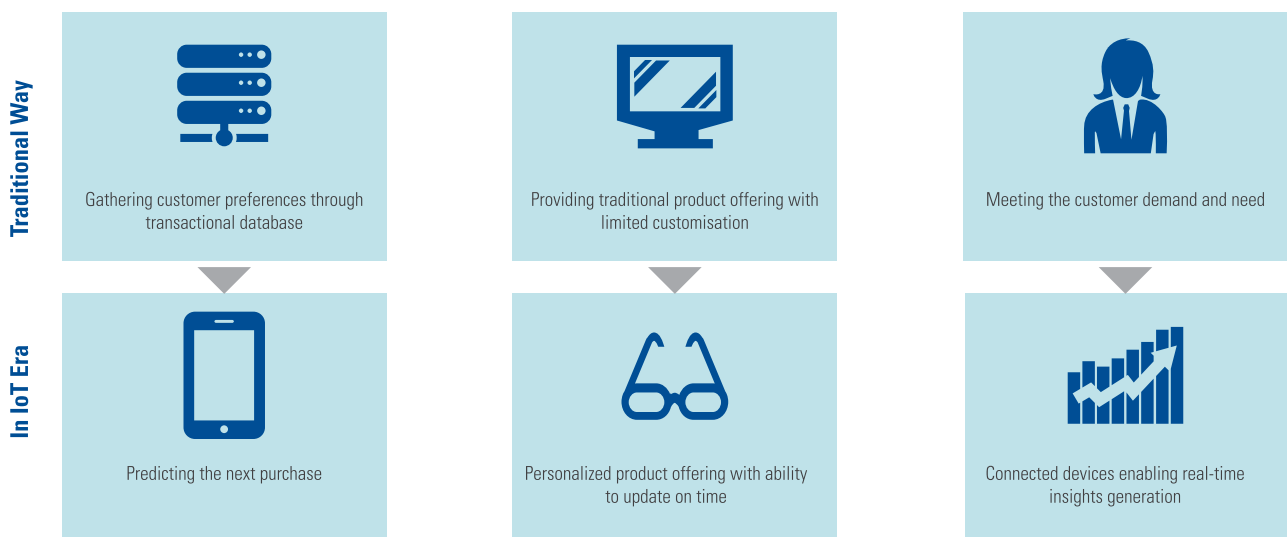 Traditional Way
Gathering customer preferences through
transactional database
Providing traditional product offering with
limited customisation
Meeting the customer demand and need
In IoT Era
Predicting the next purchase
Personalized product offering with ability
to update on time
Connected devices enabling real-time
insights generation